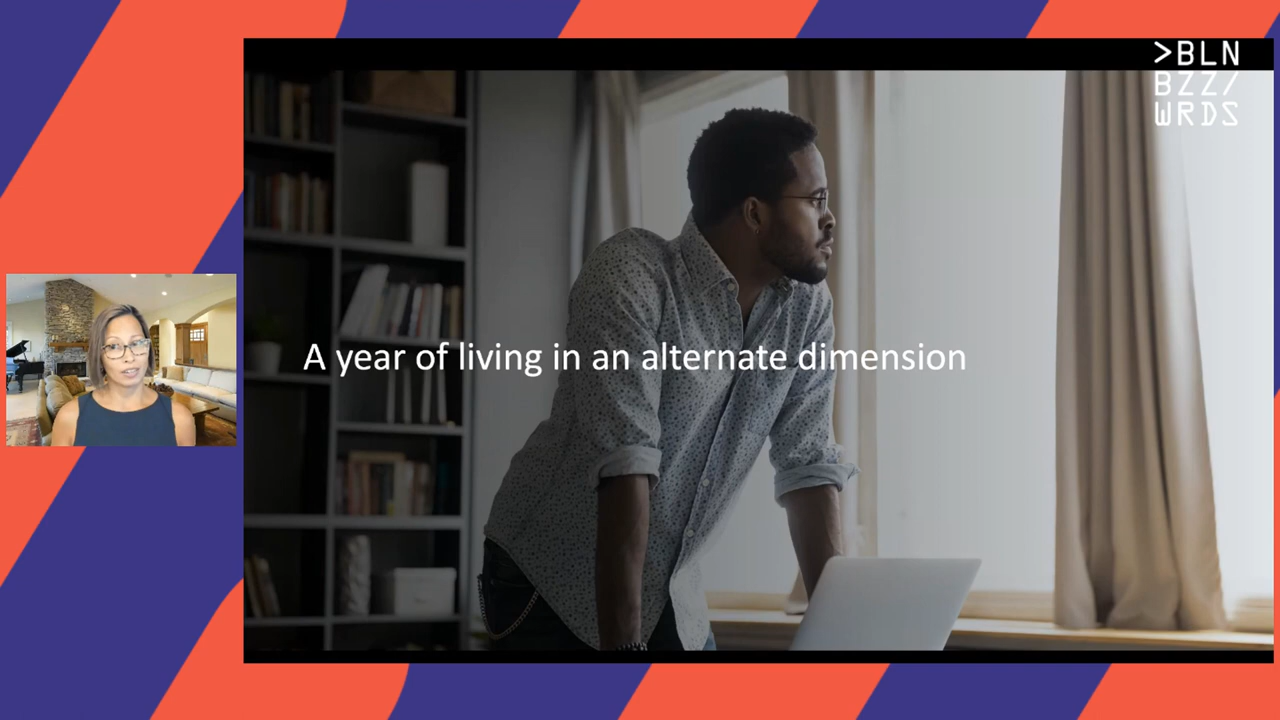 >BLN
BZZ/
WRDS
A year of living in an alternate dimension